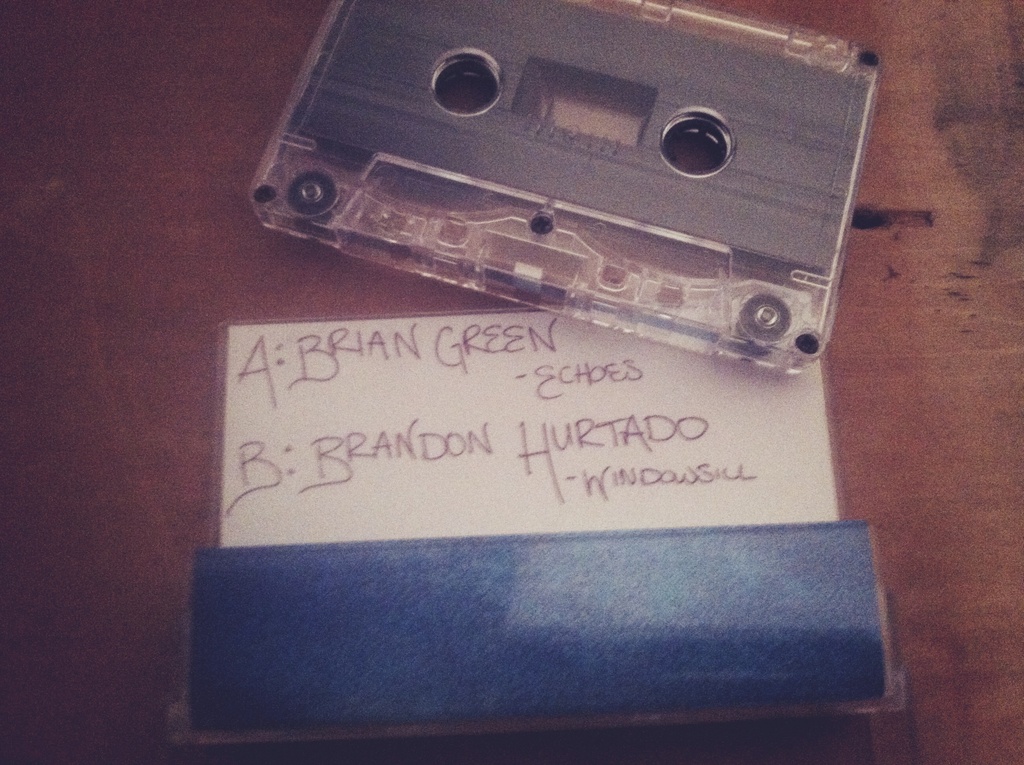 A: BRIAN GREEN
- ECHOES
B: BRANDON HURTADO
- WINDOWSILL